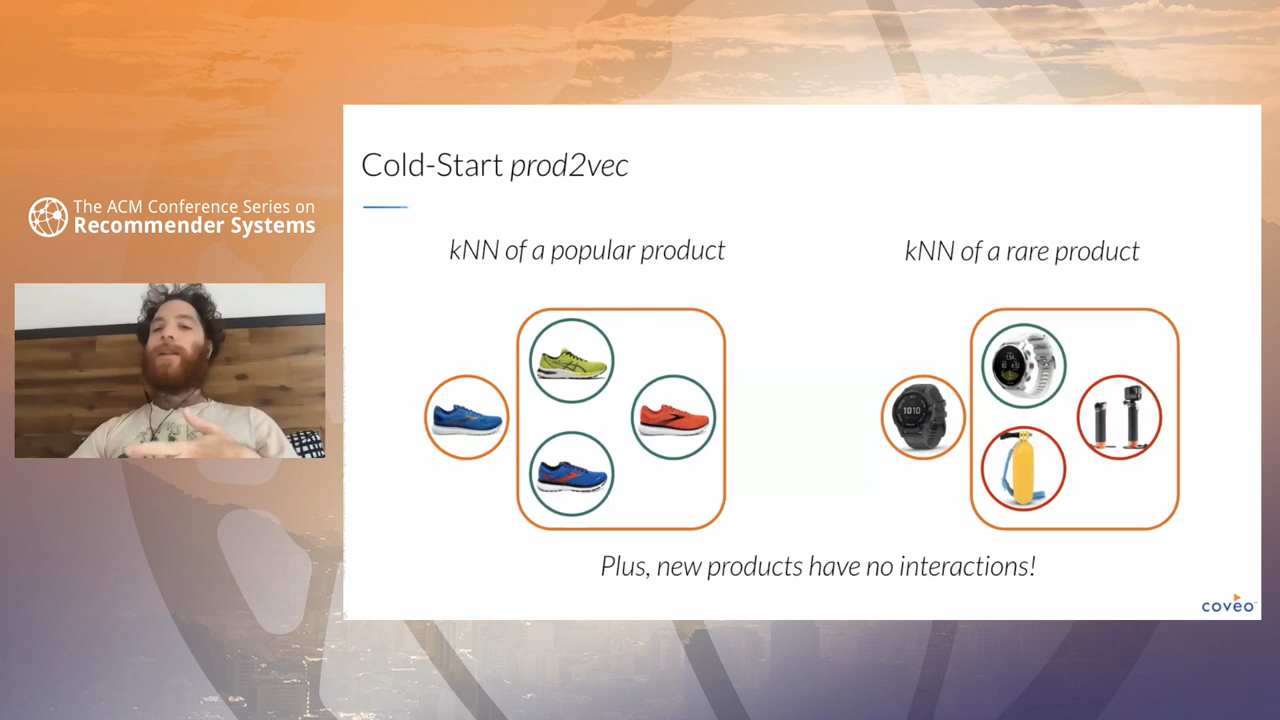 The ACM Conference Series on
Recommender Systems
Cold-Start prod2vec
kNN of a popular product
kNN of a rare product
Plus, new products have no interactions!
coveo